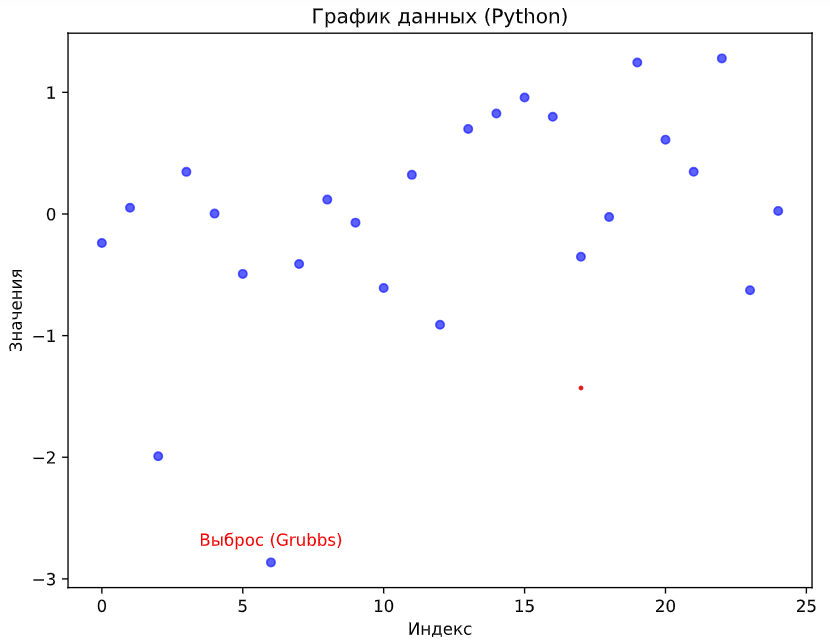 График данных (Python)
Значения
1
0
−1
−2
−3
Выброс (Grubbs)
0 5 10 15 20 25
Индекс